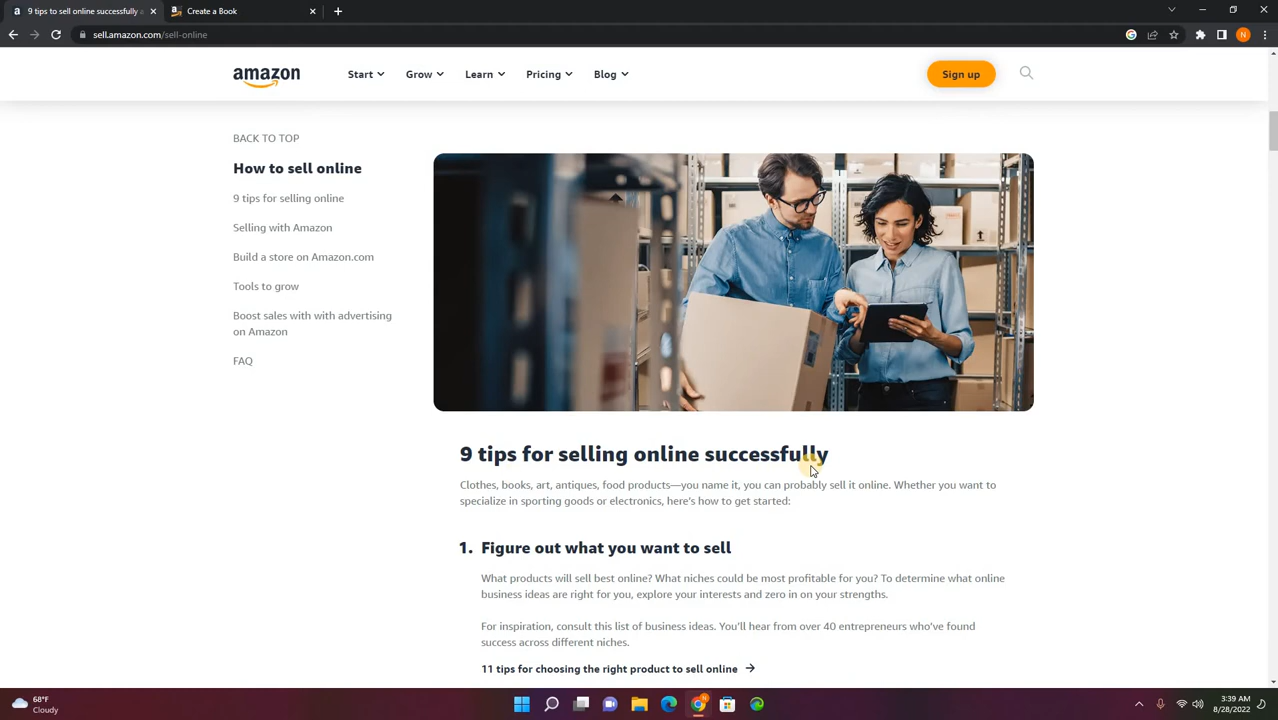 9 tips for selling online successfully a
Create a Book
sell.amazon.com/sell-online
N
amazon
Start
Grow
Learn
Pricing
Blog
Sign up
BACK TO TOP
How to sell online
9 tips for selling online
Selling with Amazon
Build a store on Amazon.com
Tools to grow
Boost sales with with advertising
on Amazon
FAQ
9 tips for selling online successfully
Clothes, books, art, antiques, food products—you name it, you can probably sell it online. Whether you want to
specialize in sporting goods or electronics, here's how to get started:
1. Figure out what you want to sell
What products will sell best online? What niches could be most profitable for you? To determine what online
business ideas are right for you, explore your interests and zero in on your strengths.
For inspiration, consult this list of business ideas. You'll hear from over 40 entrepreneurs who've found
success across different niches.
11 tips for choosing the right product to sell online
68°F
Cloudy
3:39 AM
8/28/2022